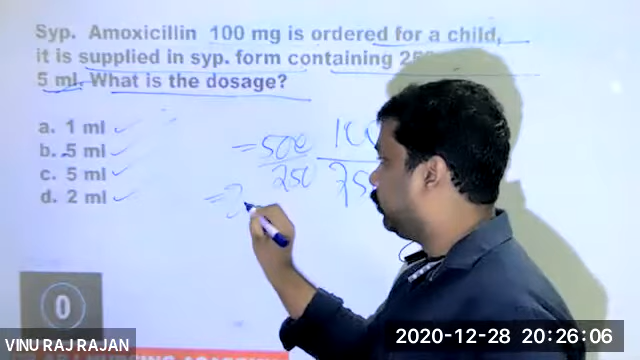 Syp. Amoxicillin 100 mg is ordered for a child,
it is supplied in syp. form containing
5 ml. What is the dosage?
a. 1 ml
b. .5 ml
c. 5 ml
d. 2 ml
= 500 100
250
= 2
0
VINU RAJ RAJAN
2020-12-28 20:26:06